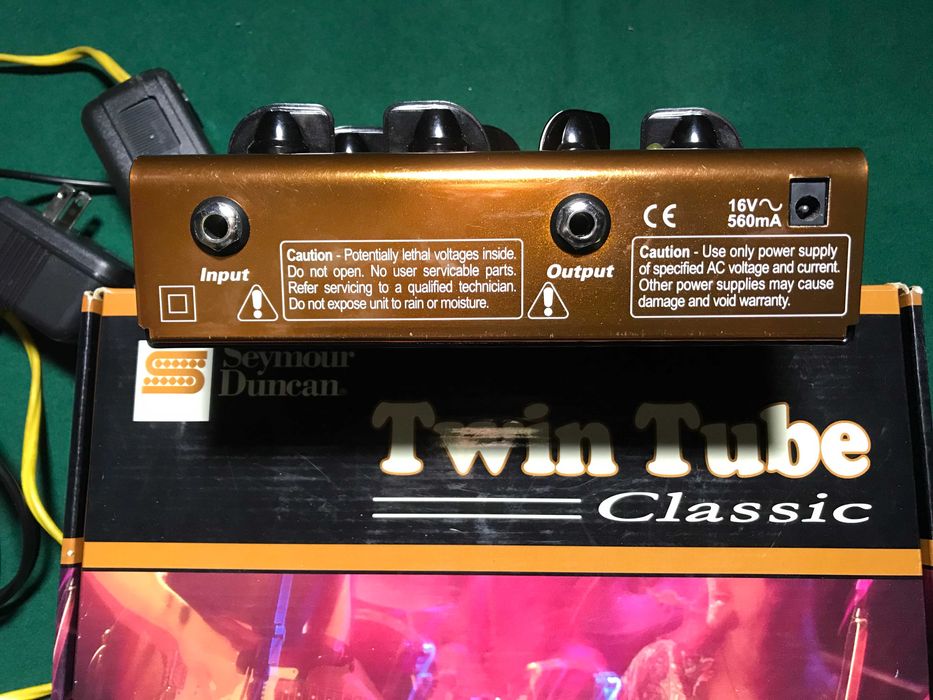 Input
Caution - Potentially lethal voltages inside.
Do not open. No user servicable parts.
Refer servicing to a qualified technician.
Do not expose unit to rain or moisture.
Output
CE
16V~
560mA
Caution - Use only power supply
of specified AC voltage and current.
Other power supplies may cause
damage and void warranty.
Seymour
Duncan®
Twin Tube
Classic